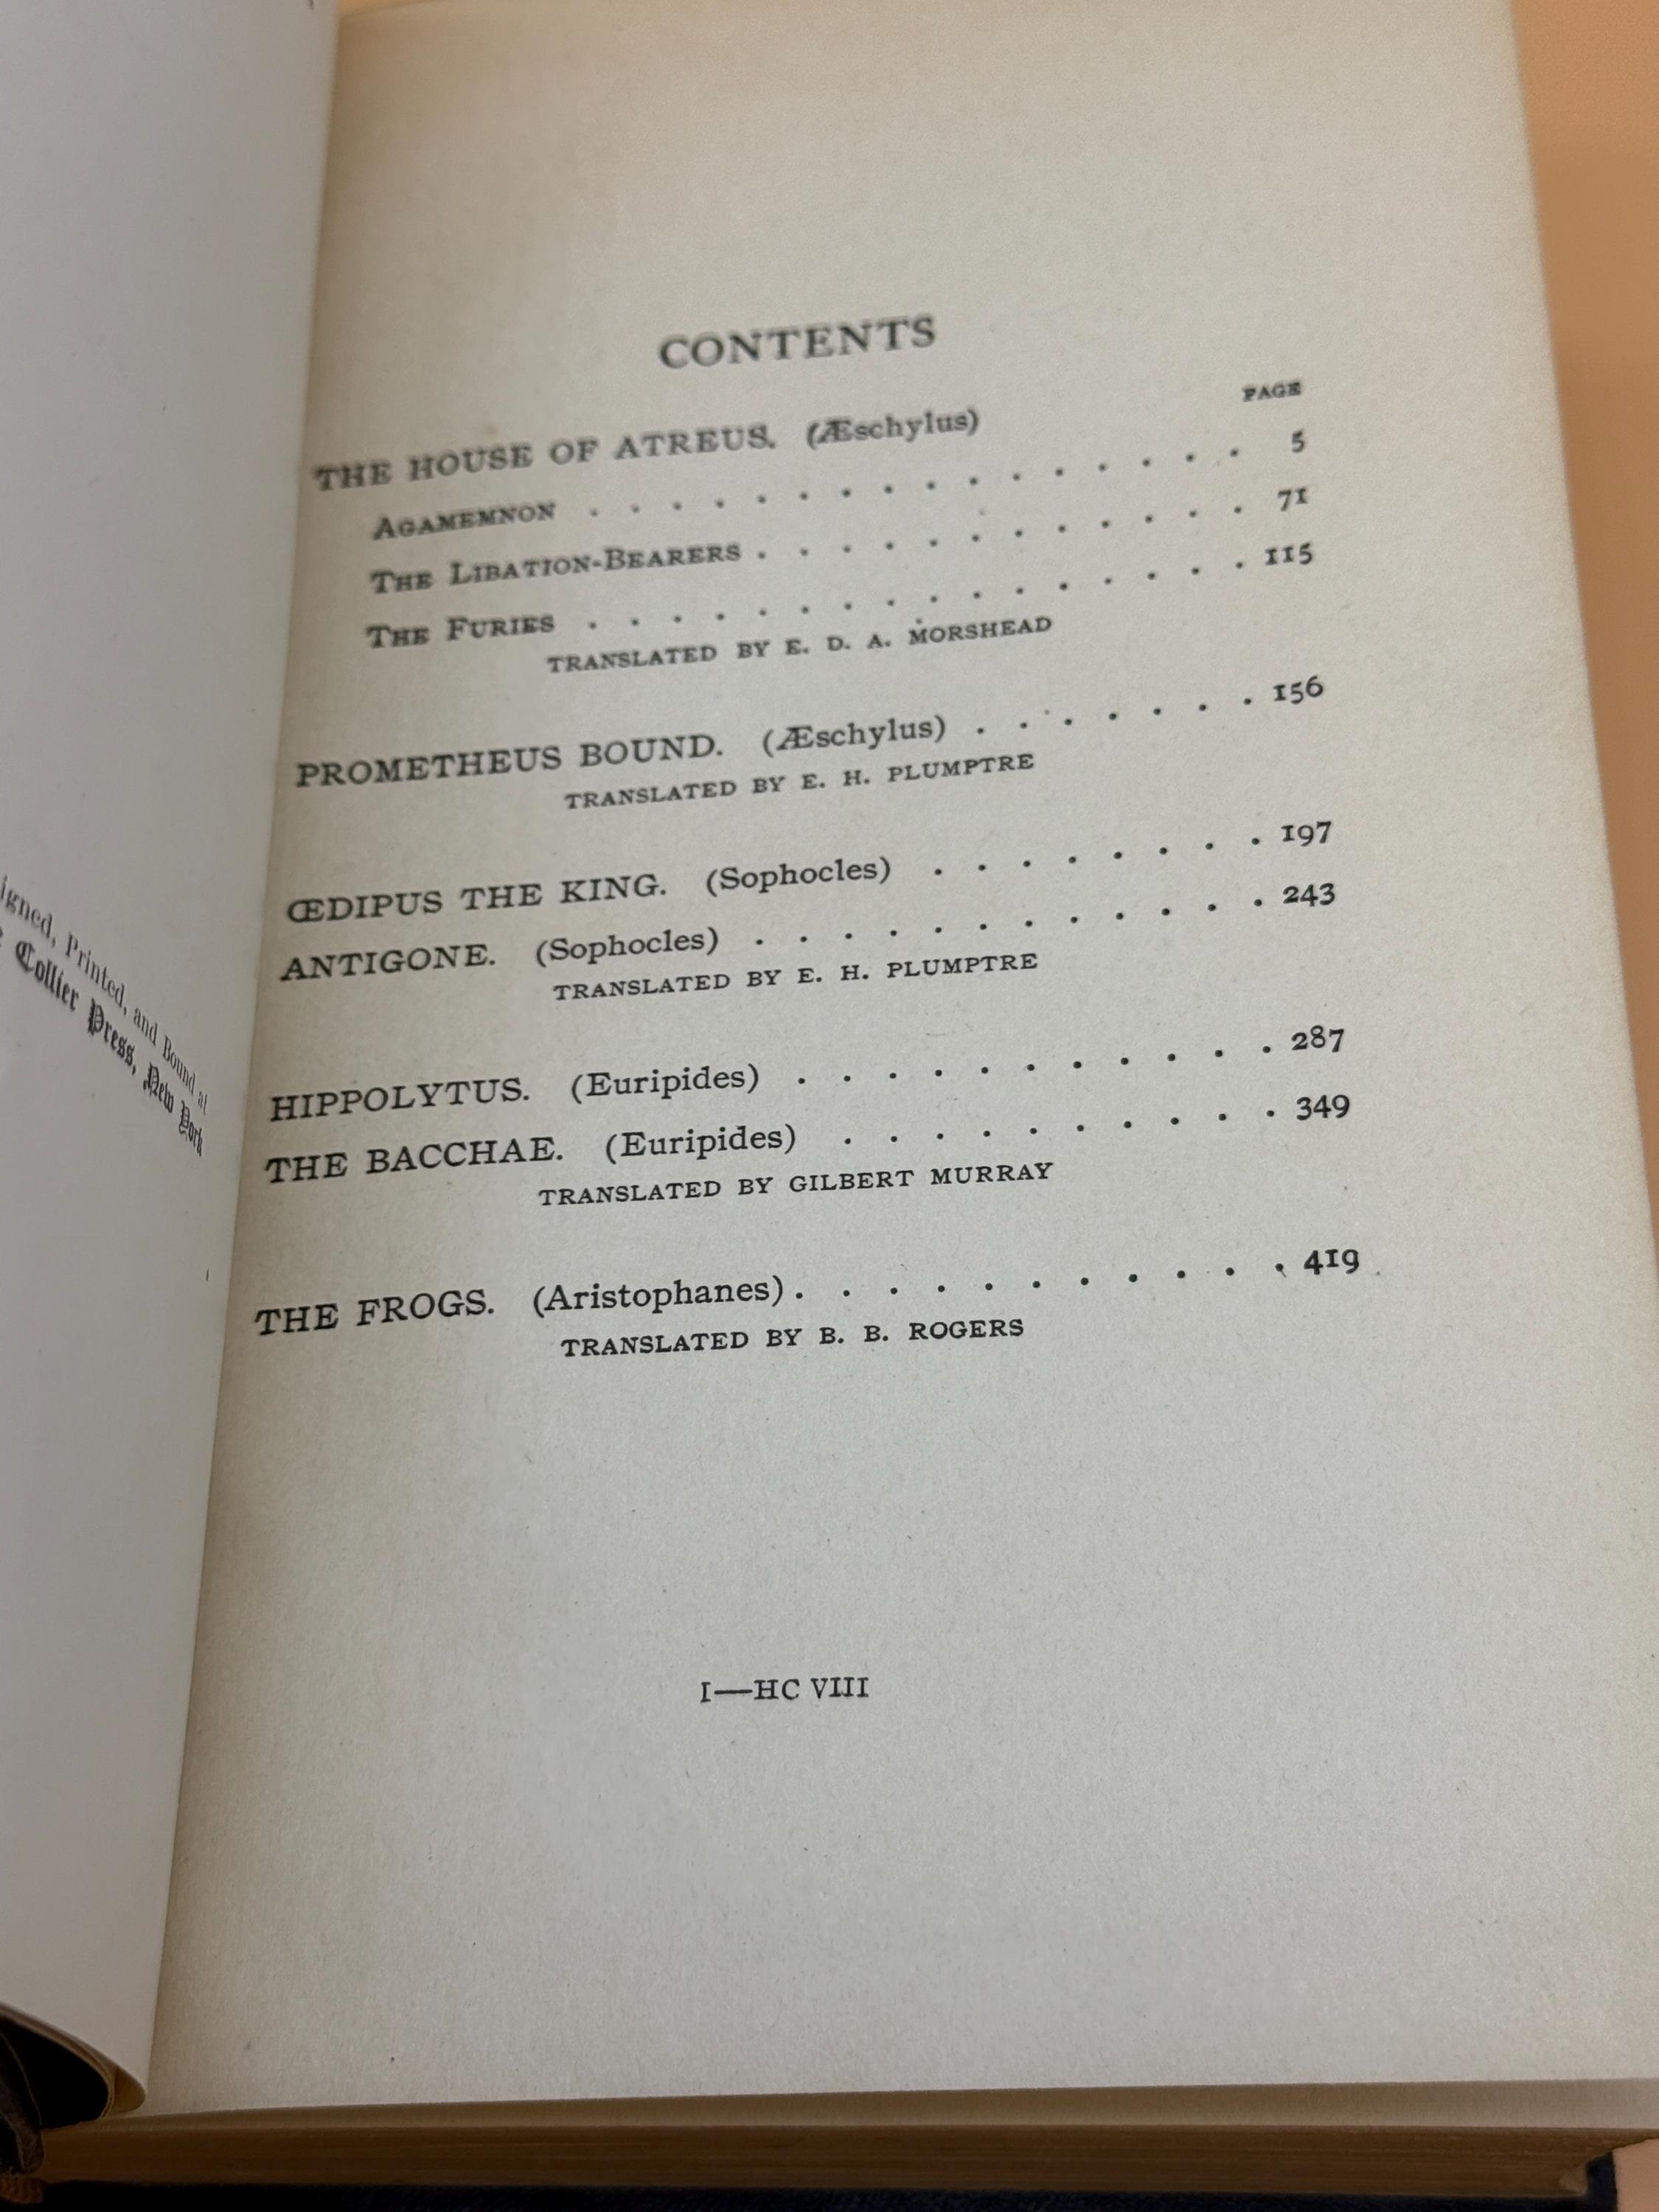 igned, Printed, and Bound at
Collier Press, New York
CONTENTS
PAGE
THE HOUSE OF ATREUS. (Æschylus)
AGAMEMNON . . . . . . . . . . . . . . . . 5
THE LIBATION-BEARERS . . . . . . . . . . . . 71
THE FURIES . . . . . . . . . . . . . . . . 115
TRANSLATED BY E. D. A. MORSHEAD
PROMETHEUS BOUND. (Æschylus) . . . . . . . 156
TRANSLATED BY E. H. PLUMPTRE
ŒDIPUS THE KING. (Sophocles) . . . . . . . . 197
ANTIGONE. (Sophocles) . . . . . . . . . . . . 243
TRANSLATED BY E. H. PLUMPTRE
HIPPOLYTUS. (Euripides) . . . . . . . . . . . 287
THE BACCHAE. (Euripides) . . . . . . . . . . 349
TRANSLATED BY GILBERT MURRAY
THE FROGS. (Aristophanes) . . . . . . . . . . . 419
TRANSLATED BY B. B. ROGERS
I—HC VIII